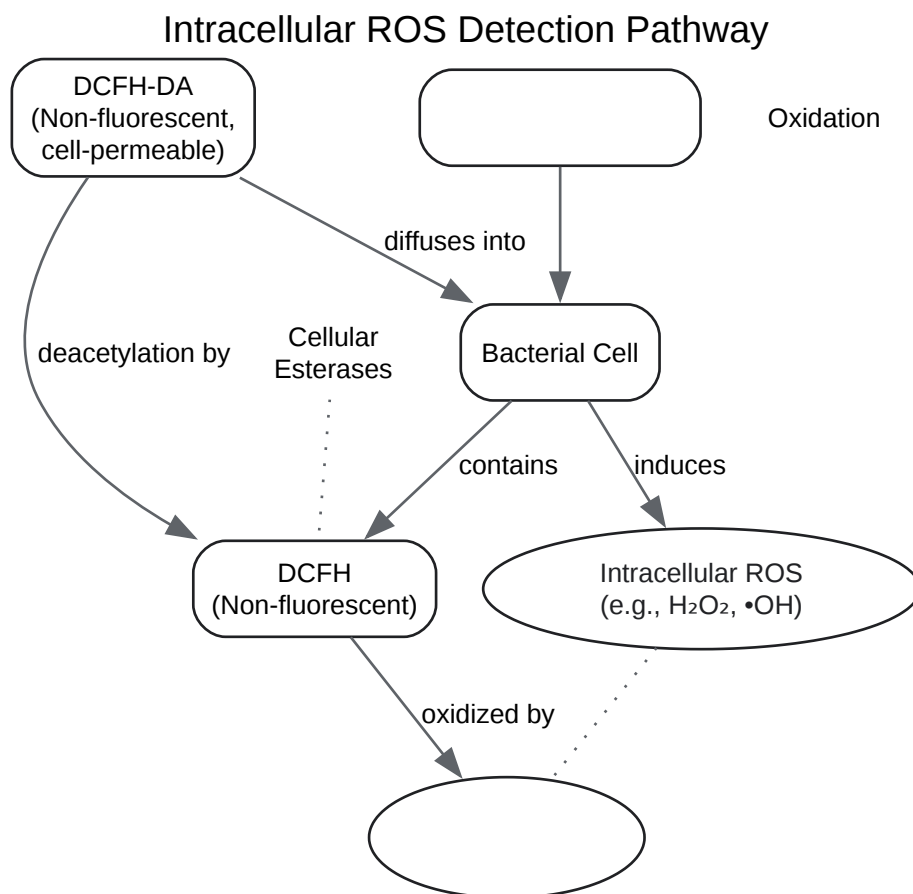 Intracellular ROS Detection Pathway
DCFH-DA
(Non-fluorescent,
cell-permeable)
Oxidation
diffuses into
deacetylation by
Cellular
Esterases
Bacterial Cell
contains
induces
DCFH
(Non-fluorescent)
Intracellular ROS
(e.g., H₂O₂, •OH)
oxidized by